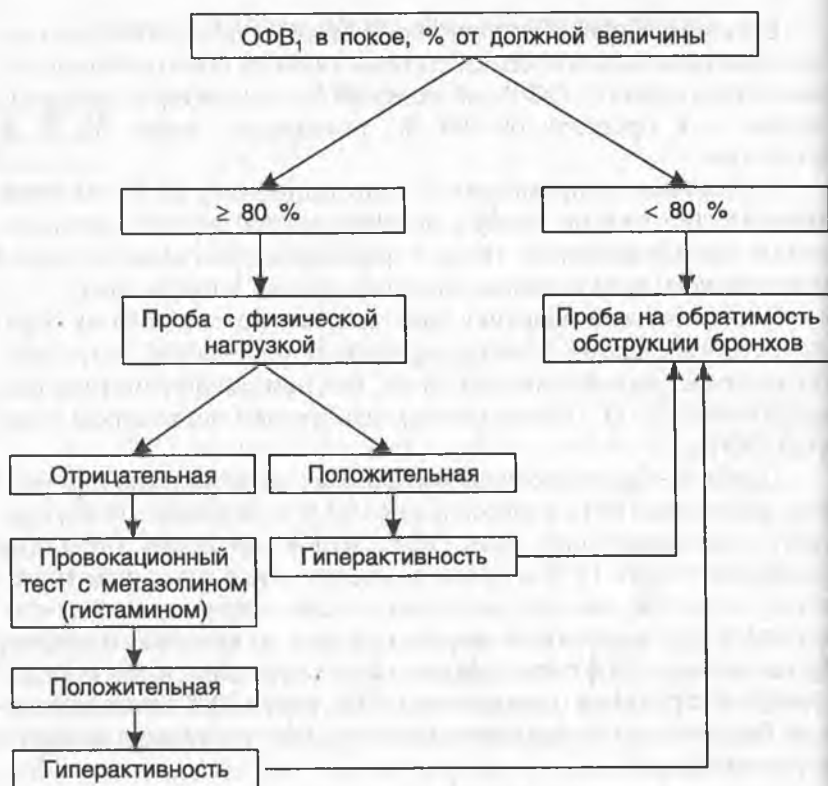 ОФВ, в покое, % от должной величины
≥ 80 %
< 80 %
Проба с физической
нагрузкой
Проба на обратимость
обструкции бронхов
Отрицательная
Положительная
Провокационный
тест с метазолином
(гистамином)
Гиперактивность
Положительная
Гиперактивность